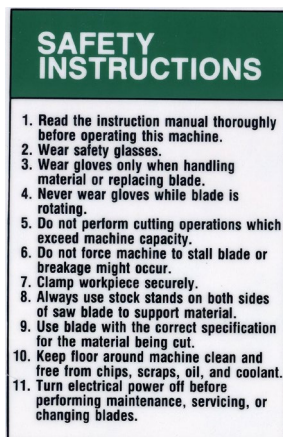 SAFETY
INSTRUCTIONS
1. Read the instruction manual thoroughly
before operating this machine.
2. Wear safety glasses.
3. Wear gloves only when handling
material or replacing blade.
4. Never wear gloves while blade is
rotating.
5. Do not perform cutting operations which
exceed machine capacity.
6. Do not force machine to stall blade or
breakage might occur.
7. Clamp workpiece securely.
8. Always use stock stands on both sides
of saw blade to support material.
9. Use blade with the correct specification
for the material being cut.
10. Keep floor around machine clean and
free from chips, scraps, oil, and coolant.
11. Turn electrical power off before
performing maintenance, servicing, or
changing blades.